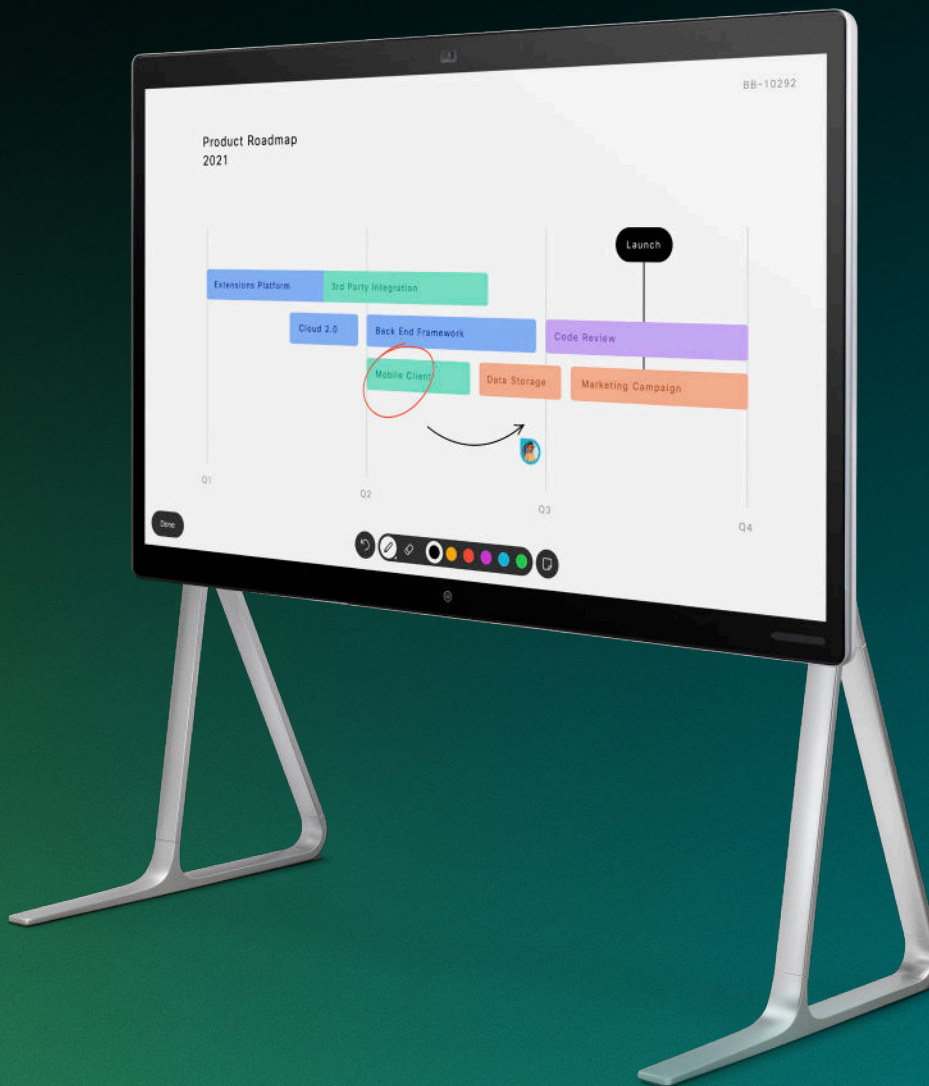 BB-10292
Product Roadmap
2021
Launch
Extensions Platform
3rd Party Integration
Cloud 2.0
Back End Framework
Code Review
Mobile Client
Data Storage
Marketing Campaign
Q1
Q2
Q3
Q4
Done